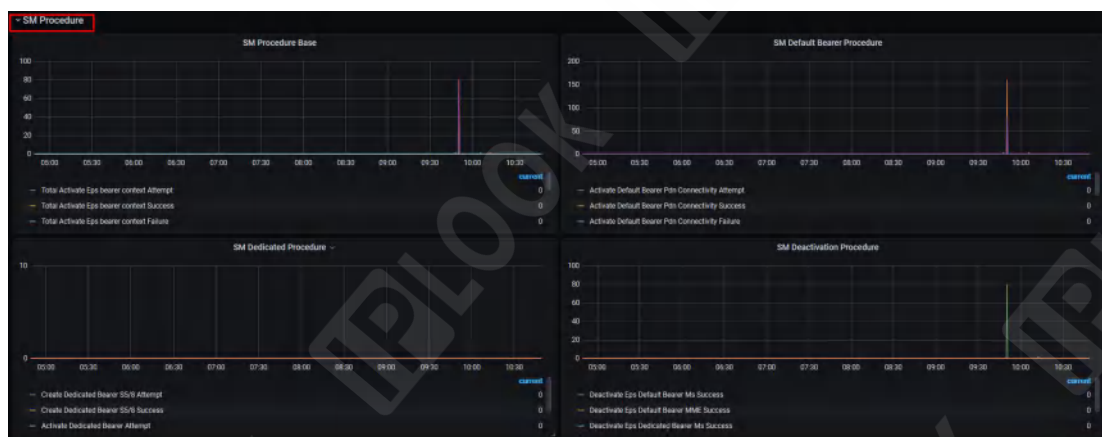 SM Procedure
SM Procedure Base
100
80
60
40
20
0
05:00 05:30 06:00 06:30 07:00 07:30 08:00 08:30 09:00 09:30 10:00 10:30
current
Total Activate Eps bearer context Attempt 0
Total Activate Eps bearer context Success 0
Total Activate Eps bearer context Failure 0
SM Default Bearer Procedure
200
150
100
50
0
05:00 05:30 06:00 06:30 07:00 07:30 08:00 08:30 09:00 09:30 10:00 10:30
current
Activate Default Bearer Pdn Connectivity Attempt 0
Activate Default Bearer Pdn Connectivity Success 0
Activate Default Bearer Pdn Connectivity Failure 0
SM Dedicated Procedure
10
0
05:00 05:30 06:00 06:30 07:00 07:30 08:00 08:30 09:00 09:30 10:00 10:30
current
Create Dedicated Bearer S5/8 Attempt 0
Create Dedicated Bearer S5/8 Success 0
Activate Dedicated Bearer Attempt 0
SM Deactivation Procedure
100
80
60
40
20
0
05:00 05:30 06:00 06:30 07:00 07:30 08:00 08:30 09:00 09:30 10:00 10:30
current
Deactivate Eps Default Bearer Ms Success 0
Deactivate Eps Default Bearer MME Success 0
Deactivate Eps Dedicated Bearer Ms Success 0
IPLOOK